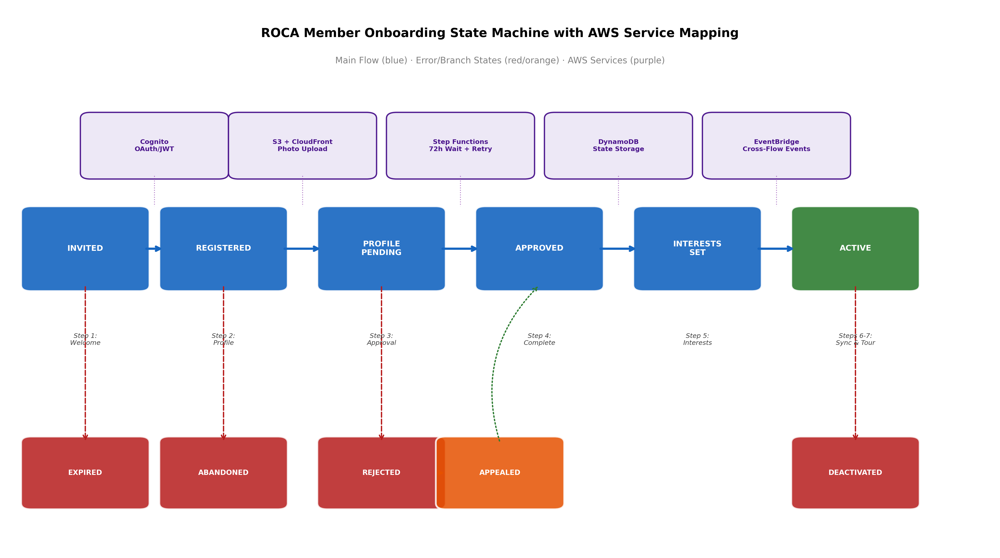 ROCA Member Onboarding State Machine with AWS Service Mapping
Main Flow (blue) · Error/Branch States (red/orange) · AWS Services (purple)
Cognito
OAuth/JWT
S3 + CloudFront
Photo Upload
Step Functions
72h Wait + Retry
DynamoDB
State Storage
EventBridge
Cross-Flow Events
INVITED
REGISTERED
PROFILE
PENDING
APPROVED
INTERESTS
SET
ACTIVE
Step 1:
Welcome
Step 2:
Profile
Step 3:
Approval
Step 4:
Complete
Step 5:
Interests
Steps 6-7:
Sync & Tour
EXPIRED
ABANDONED
REJECTED
APPEALED
DEACTIVATED